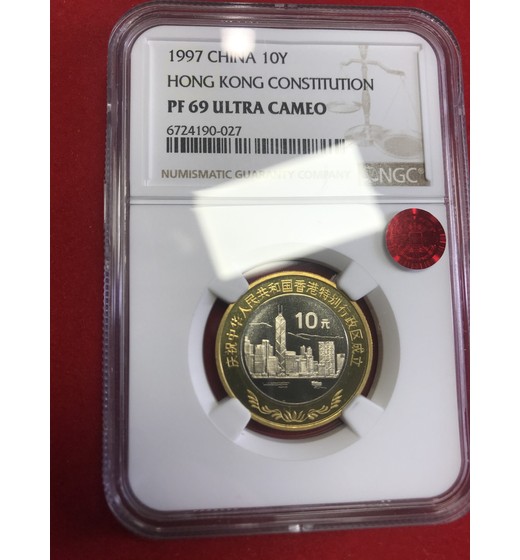 1997 CHINA 10Y
HONG KONG CONSTITUTION
PF 69 ULTRA CAMEO
6724190-027
NUMISMATIC GUARANTY COMPANY
NGC
庆祝中华人民共和国香港特别行政区成立
10元